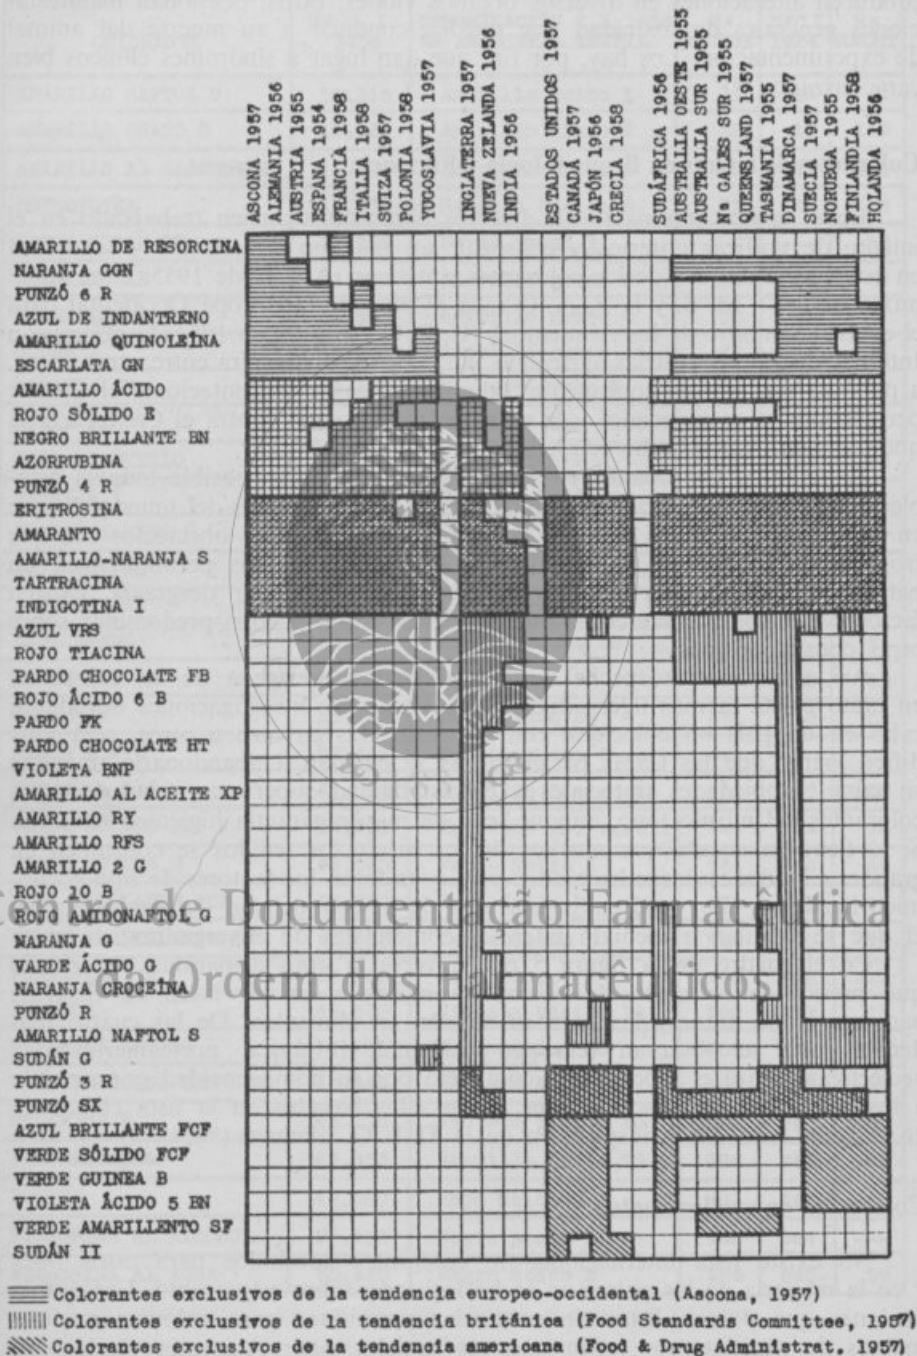 ASCONA 1957
ALEMANIA 1956
AUSTRIA 1955
ESPAÑA 1954
FRANCIA 1958
ITALIA 1958
SUIZA 1957
POLONIA 1958
YUGOSLAVIA 1957
INGLATERRA 1957
NUEVA ZELANDA 1956
INDIA 1956
ESTADOS UNIDOS 1957
CANADÁ 1957
JAPÓN 1956
GRECIA 1958
SUDÁFRICA 1956
AUSTRALIA OESTE 1955
AUSTRALIA SUR 1955
Na GALES SUR 1955
QUEENSLAND 1957
TASMANIA 1955
DINAMARCA 1957
SUECIA 1957
NORUEGA 1955
FINLANDIA 1958
HOLANDA 1956
AMARILLO DE RESORCINA
NARANJA GGN
PUNZÓ 6 R
AZUL DE INDANTRENO
AMARILLO QUINOLEÍNA
ESCARLATA GN
AMARILLO ÁCIDO
ROJO SÓLIDO E
NEGRO BRILLANTE BN
AZORRUBINA
PUNZÓ 4 R
ERITROSINA
AMARANTO
AMARILLO-NARANJA S
TARTRACINA
INDIGOTINA I
AZUL VRS
ROJO TIACINA
PARDO CHOCOLATE FB
ROJO ÁCIDO 6 B
PARDO FK
PARDO CHOCOLATE HT
VIOLETA BNP
AMARILLO AL ACEITE XP
AMARILLO RY
AMARILLO RFS
AMARILLO 2 G
ROJO 10 B
ROJO AMIDONAFTOL G
NARANJA G
VARDE ÁCIDO G
NARANJA CROCEÍNA
PUNZÓ R
AMARILLO NAFTOL S
SUDÁN G
PUNZÓ 3 R
PUNZÓ SX
AZUL BRILLANTE FCF
VERDE SÓLIDO FCF
VERDE GUINEA B
VIOLETA ÁCIDO 5 BN
VERDE AMARILLENTO SF
SUDÁN II
Centro de Documentação Farmacêutica
da Ordem dos Farmacêuticos
Colorantes exclusivos de la tendencia europeo-occidental (Ascona, 1957)
Colorantes exclusivos de la tendencia británica (Food Standards Committee, 1957)
Colorantes exclusivos de la tendencia americana (Food & Drug Administrat. 1957)